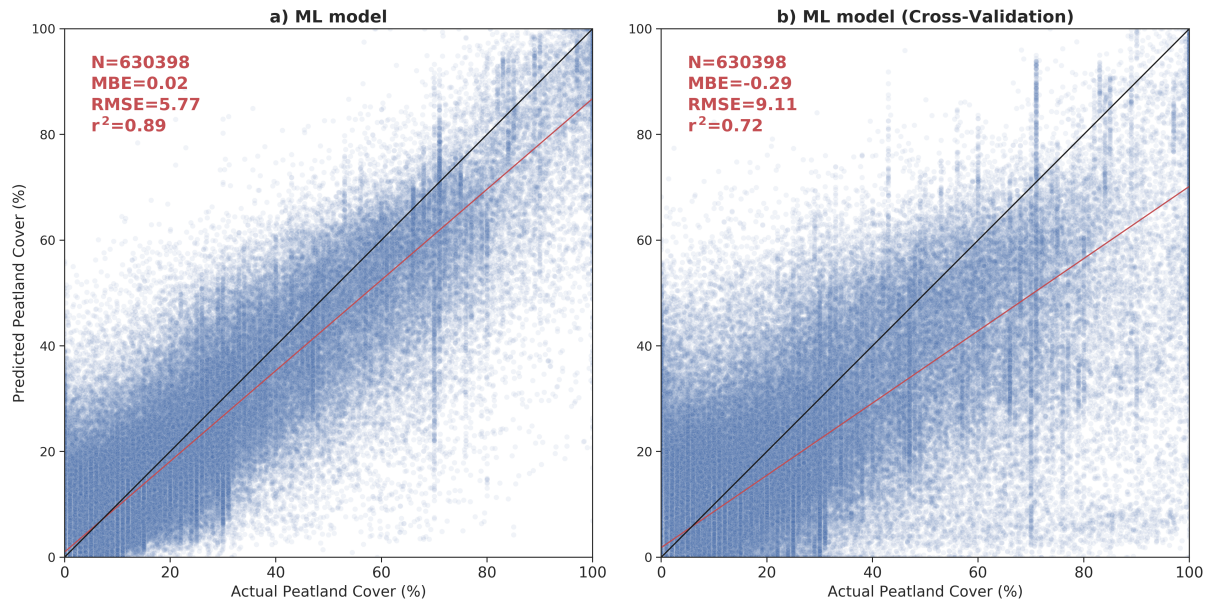 a) ML model
N=630398
MBE=0.02
RMSE=5.77
r²=0.89
Predicted Peatland Cover (%)
100
80
60
40
20
0
0 20 40 60 80 100
Actual Peatland Cover (%)
b) ML model (Cross-Validation)
N=630398
MBE=-0.29
RMSE=9.11
r²=0.72
100
80
60
40
20
0
0 20 40 60 80 100
Actual Peatland Cover (%)